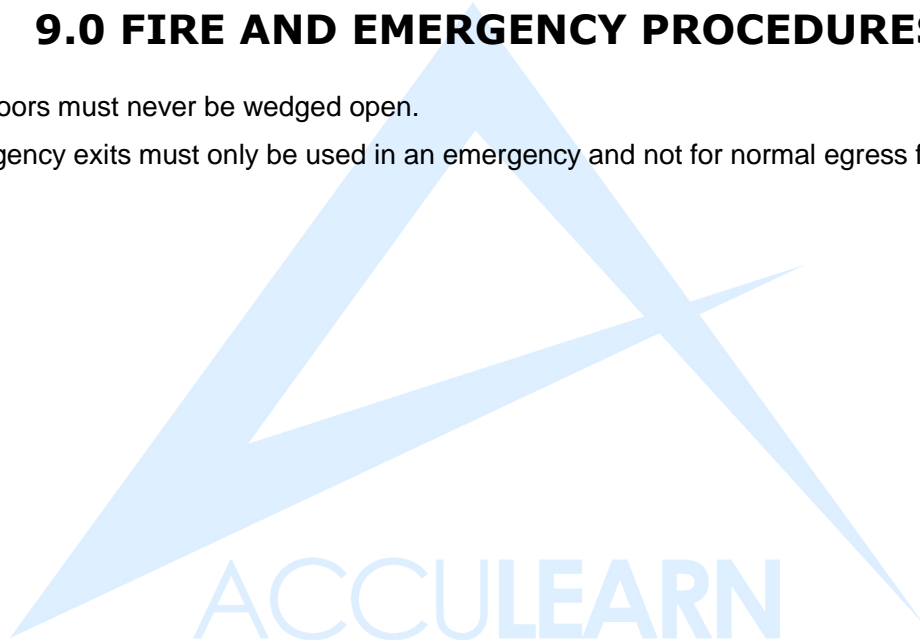 9.0 FIRE AND EMERGENCY PROCEDURES
oors must never be wedged open.
gency exits must only be used in an emergency and not for normal egress f
ACCULEARN